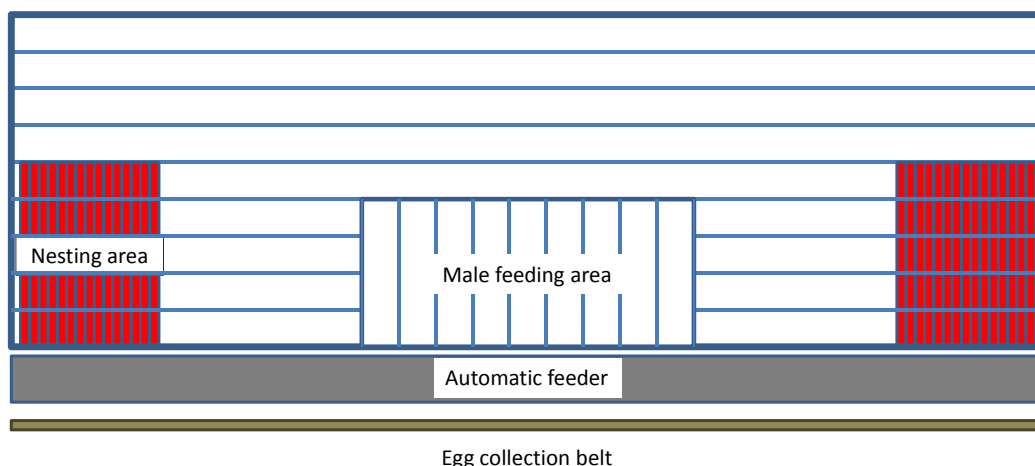 Nesting area
Male feeding area
Automatic feeder
Egg collection belt